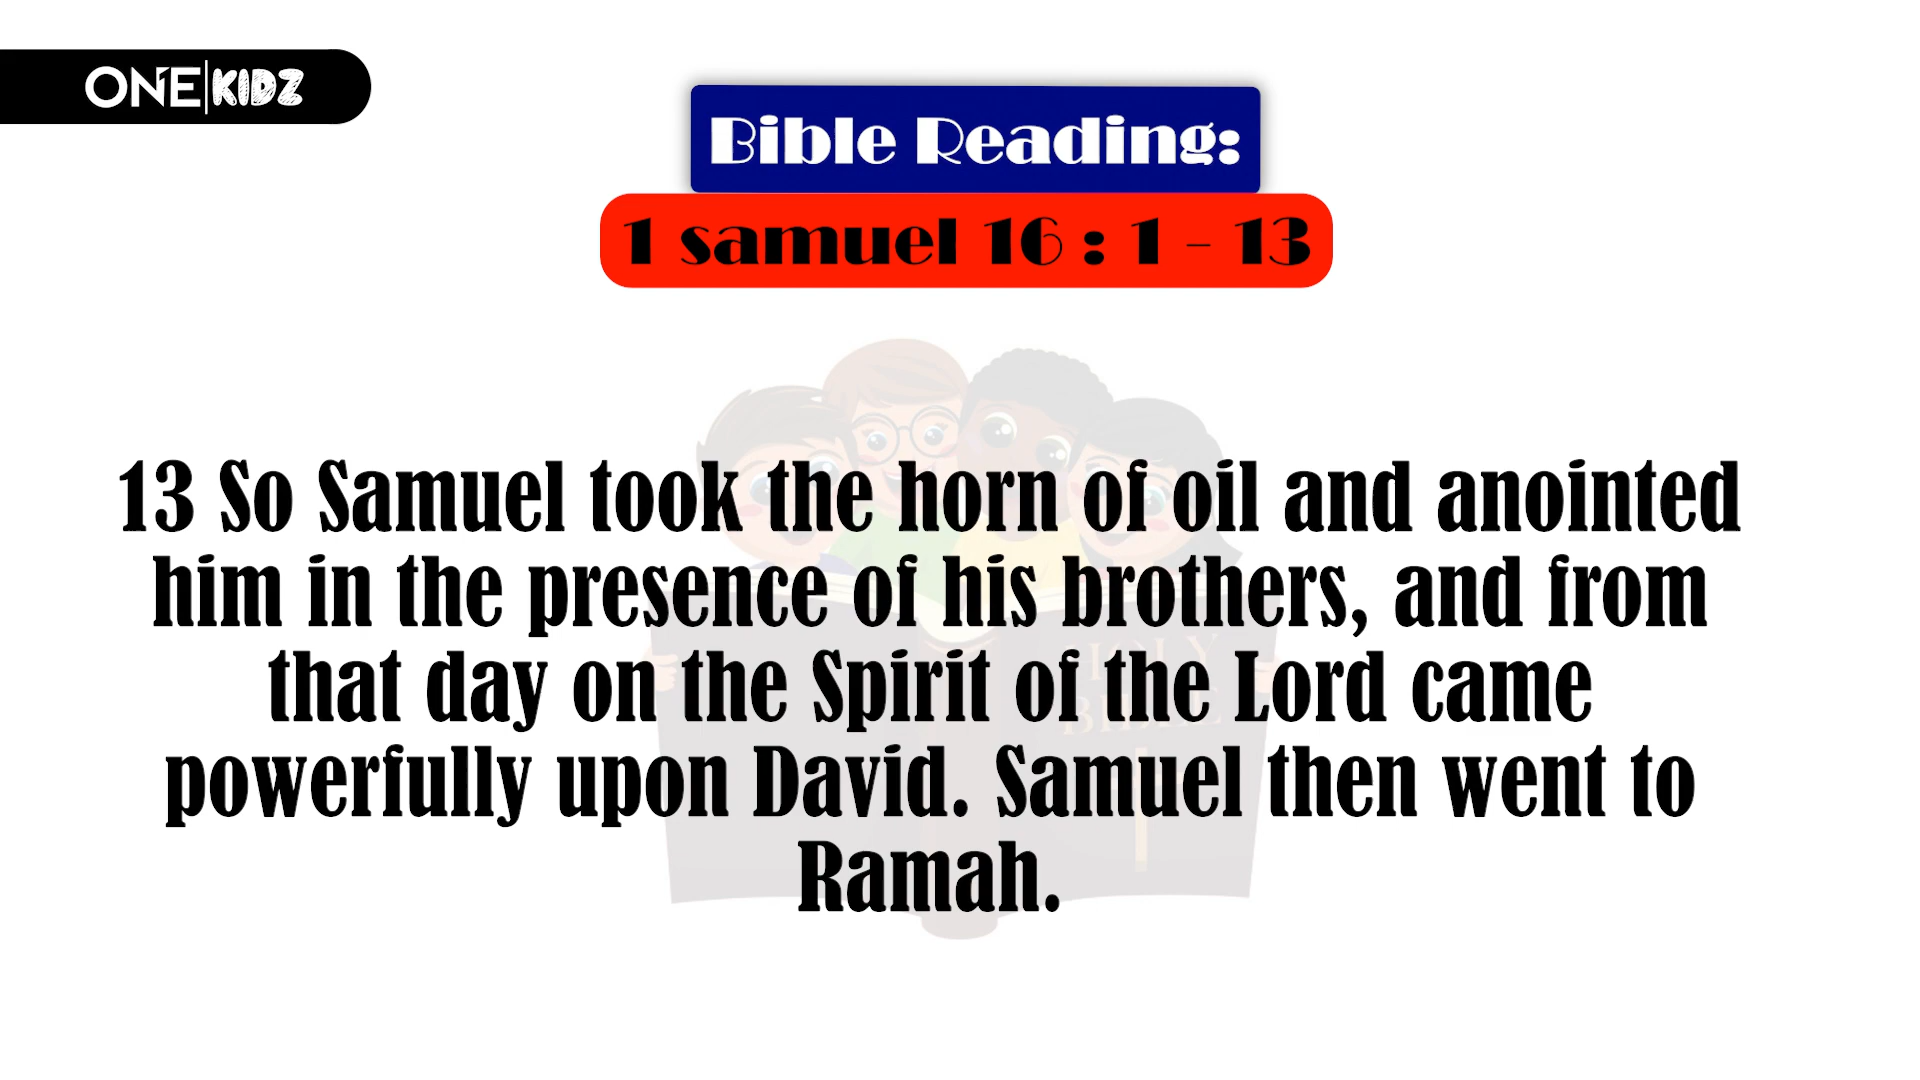 ONE|KIDZ
Bible Reading:
1 samuel 16 : 1 - 13
13 So Samuel took the horn of oil and anointed
him in the presence of his brothers, and from
that day on the Spirit of the Lord came
powerfully upon David. Samuel then went to
Ramah.
HOLY
BIBLE